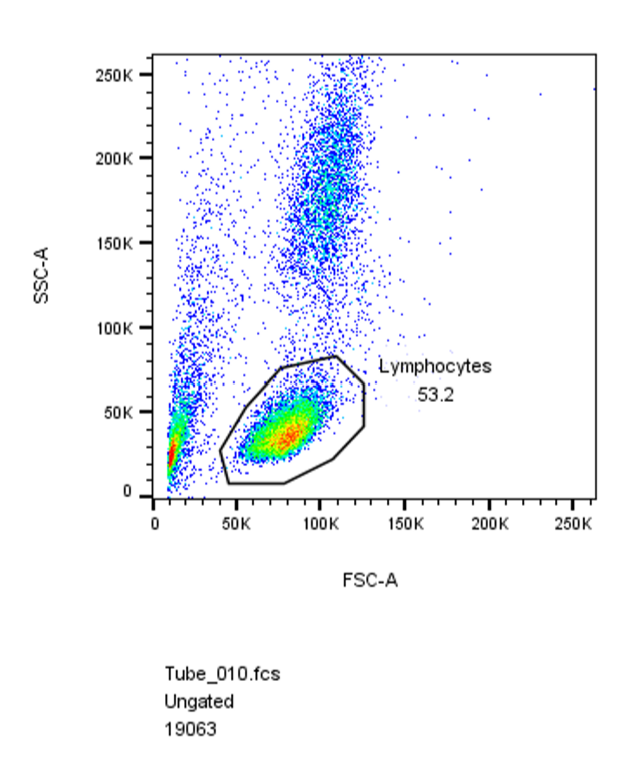 250K
200K
150K
100K
50K
0
SSC-A
Lymphocytes
53.2
0 50K 100K 150K 200K 250K
FSC-A
Tube_010.fcs
Ungated
19063